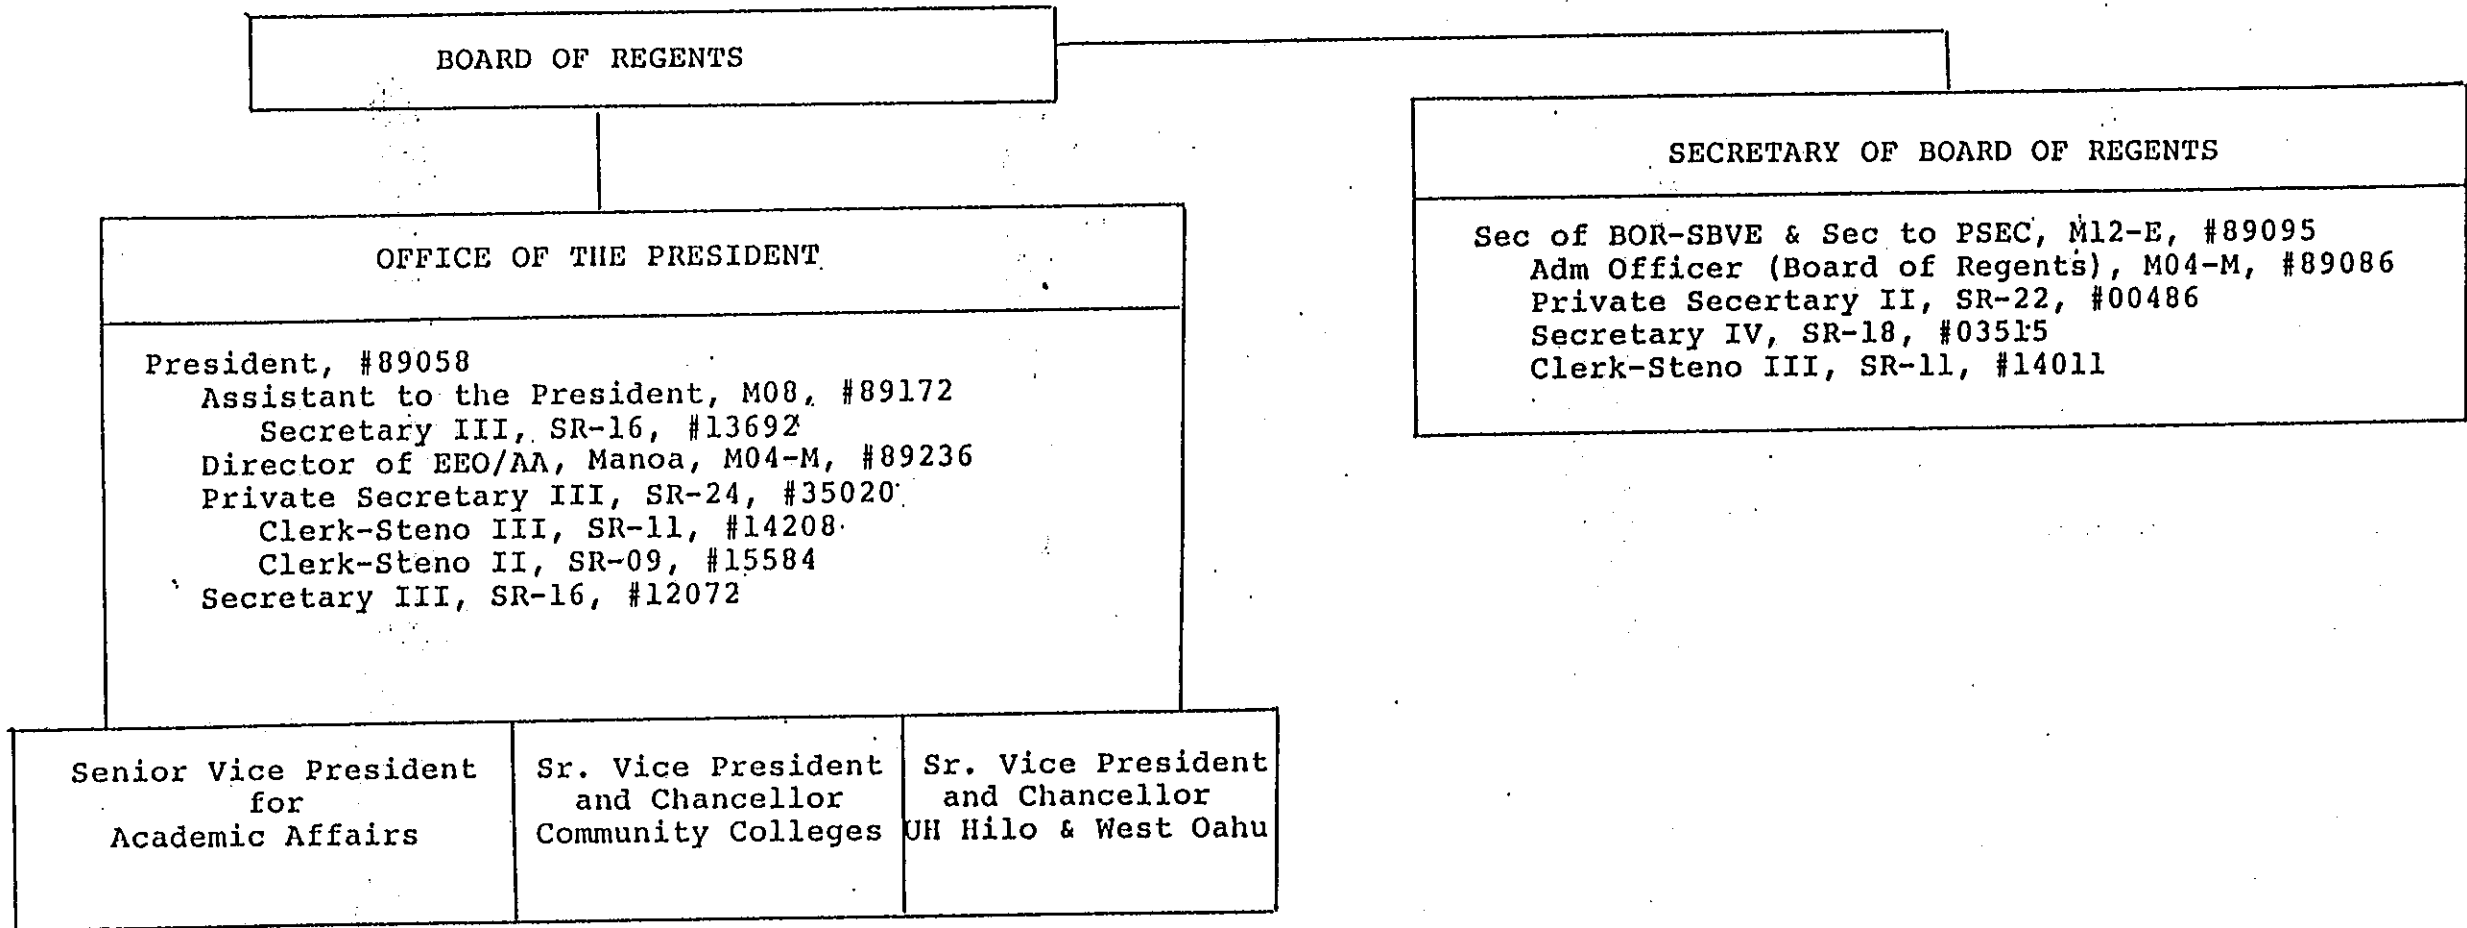 BOARD OF REGENTS
SECRETARY OF BOARD OF REGENTS
Sec of BOR-SBVE & Sec to PSEC, M12-E, #89095
Adm Officer (Board of Regents), M04-M, #89086
Private Secertary II, SR-22, #00486
Secretary IV, SR-18, #03515
Clerk-Steno III, SR-11, #14011
OFFICE OF THE PRESIDENT
President, #89058
Assistant to the President, M08, #89172
Secretary III, SR-16, #13692
Director of EEO/AA, Manoa, M04-M, #89236
Private Secretary III, SR-24, #35020
Clerk-Steno III, SR-11, #14208
Clerk-Steno II, SR-09, #15584
Secretary III, SR-16, #12072
Senior Vice President
for
Academic Affairs
Sr. Vice President
and Chancellor
Community Colleges
Sr. Vice President
and Chancellor
UH Hilo & West Oahu